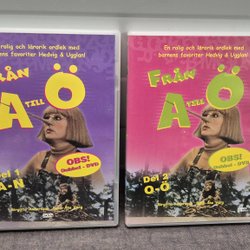 En rolig och lärorik ordlek med
barnens favoriter Hedvig & Ugglan!
FRÅN
A TILL Ö
OBS!
Dubbel - DVD
Del 1
A-N
Et rolig och lärorik ordlek med
barnens favoriter Hedvig & Ugglan!
FRÅN
A TILL Ö
OBS!
Dubbel - DVD
Del 2
O-Ö